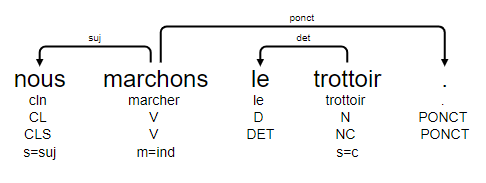 ponct
suj det
nous marchons le trottoir .
cln marcher le trottoir .
CL V D N PONCT
CLS V DET NC PONCT
s=suj m=ind s=c